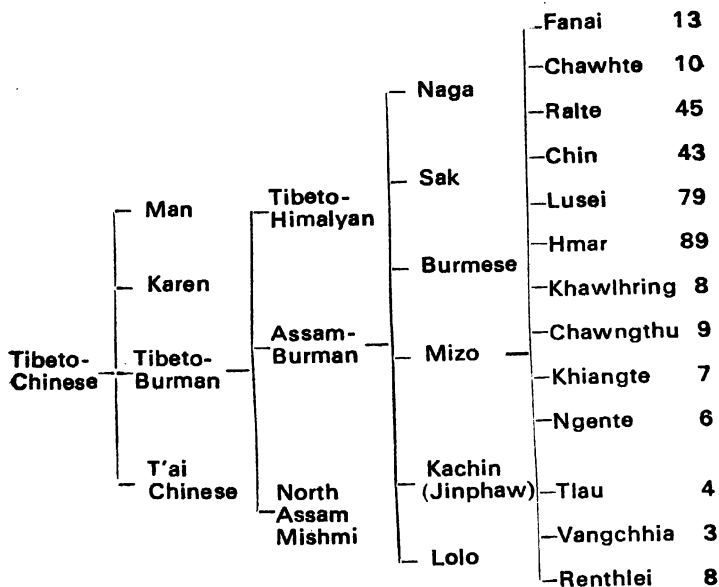 Tibeto-
Chinese
Man
Karen
Tibeto-
Burman
T'ai
Chinese
Tibeto-
Himalyan
Assam-
Burman
North
Assam
Mishmi
Naga
Sak
Burmese
Mizo
Kachin
(Jinphaw)
Lolo
Fanai 13
Chawhte 10
Ralte 45
Chin 43
Lusei 79
Hmar 89
Khawlhring 8
Chawngthu 9
Khiangte 7
Ngente 6
Tlau 4
Vangchhia 3
Renthlei 8